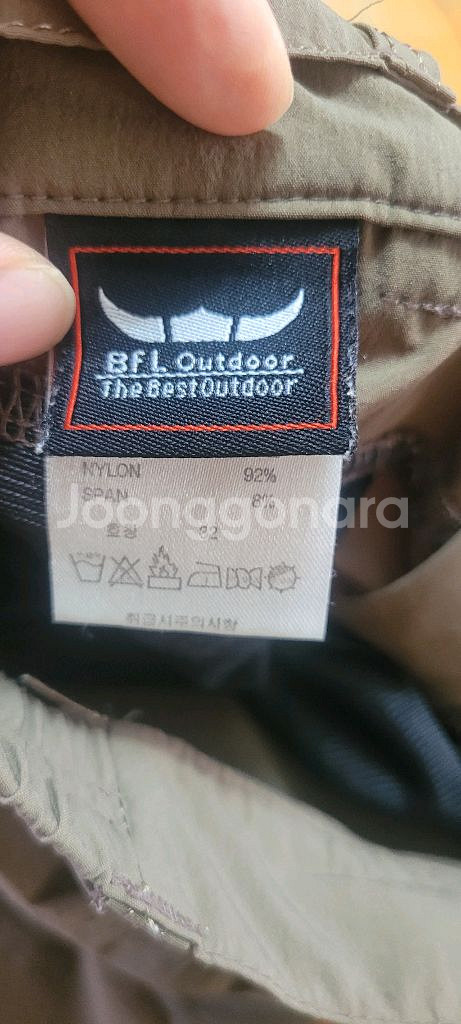 BFL Outdoor
The Best Outdoor
NYLON 92%
SPAN 8%
Joonggonara
호칭 82
취급시주의사항